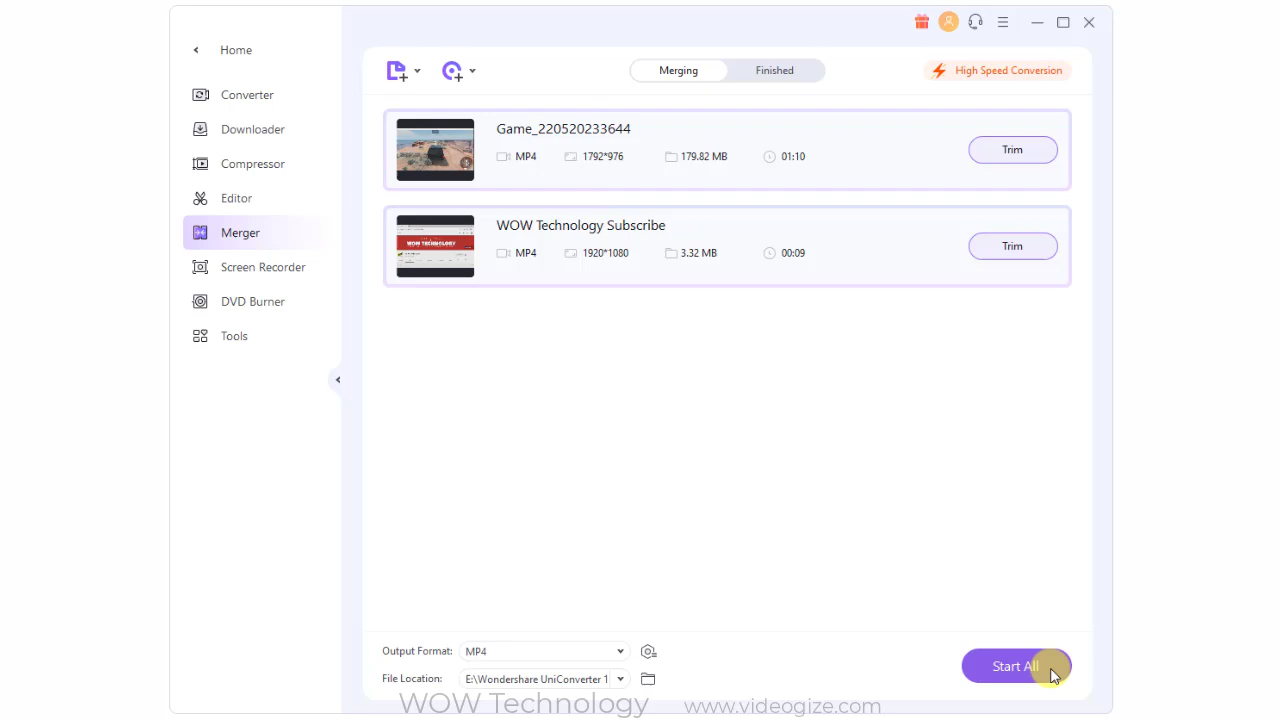 Home
Converter
Downloader
Compressor
Editor
Merger
Screen Recorder
DVD Burner
Tools
Merging
Finished
High Speed Conversion
Game_220520233644
MP4
1792*976
179.82 MB
01:10
Trim
WOW TECHNOLOGY
WOW Technology Subscribe
MP4
1920*1080
3.32 MB
00:09
Trim
Output Format:
MP4
File Location:
E:\Wondershare UniConverter 1
Start All
WOW Technology
www.videogize.com